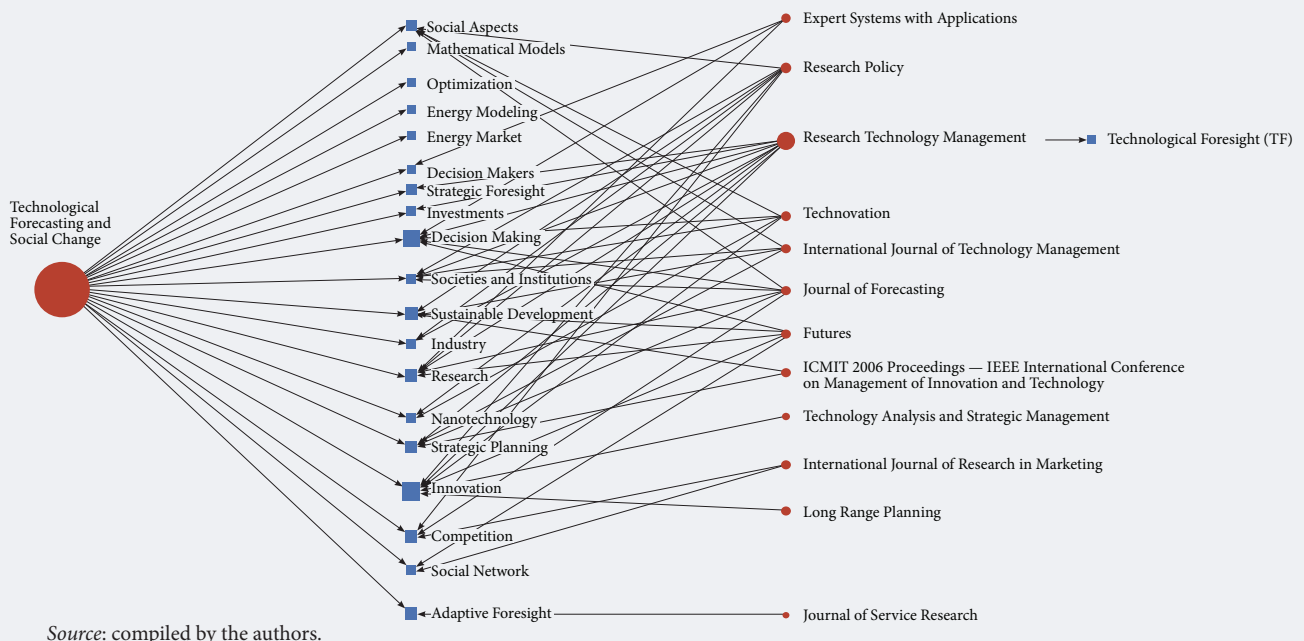 Technological
Forecasting and
Social Change
Social Aspects
Mathematical Models
Optimization
Energy Modeling
Energy Market
Decision Makers
Strategic Foresight
Investments
Decision Making
Societies and Institutions
Sustainable Development
Industry
Research
Nanotechnology
Strategic Planning
Innovation
Competition
Social Network
Adaptive Foresight
Expert Systems with Applications
Research Policy
Research Technology Management
Technological Foresight (TF)
Technovation
International Journal of Technology Management
Journal of Forecasting
Futures
ICMIT 2006 Proceedings — IEEE International Conference
on Management of Innovation and Technology
Technology Analysis and Strategic Management
International Journal of Research in Marketing
Long Range Planning
Journal of Service Research
Source: compiled by the authors.